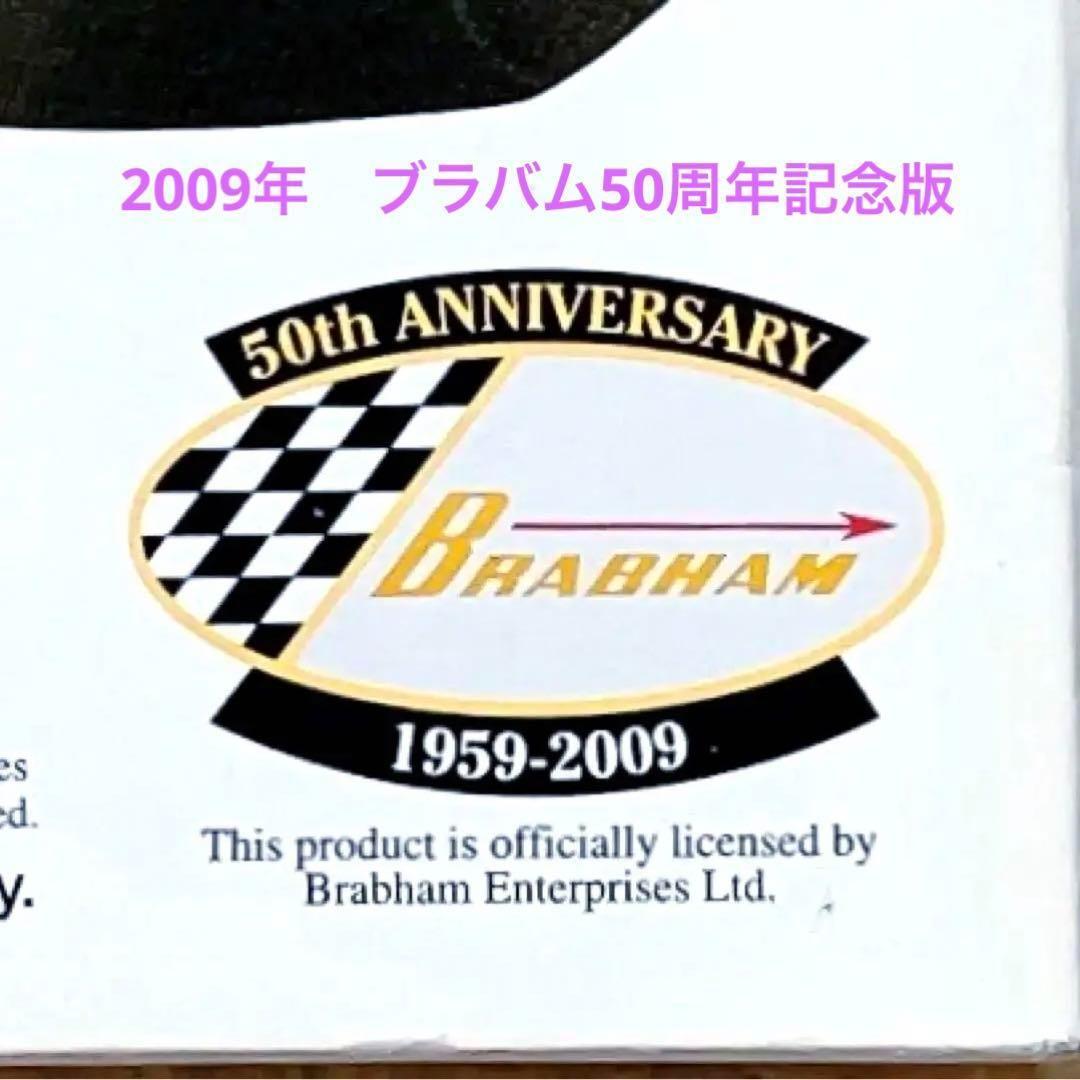 2009年　ブラバム50周年記念版
50th ANNIVERSARY
BRABHAM
1959-2009
This product is officially licensed by
Brabham Enterprises Ltd.